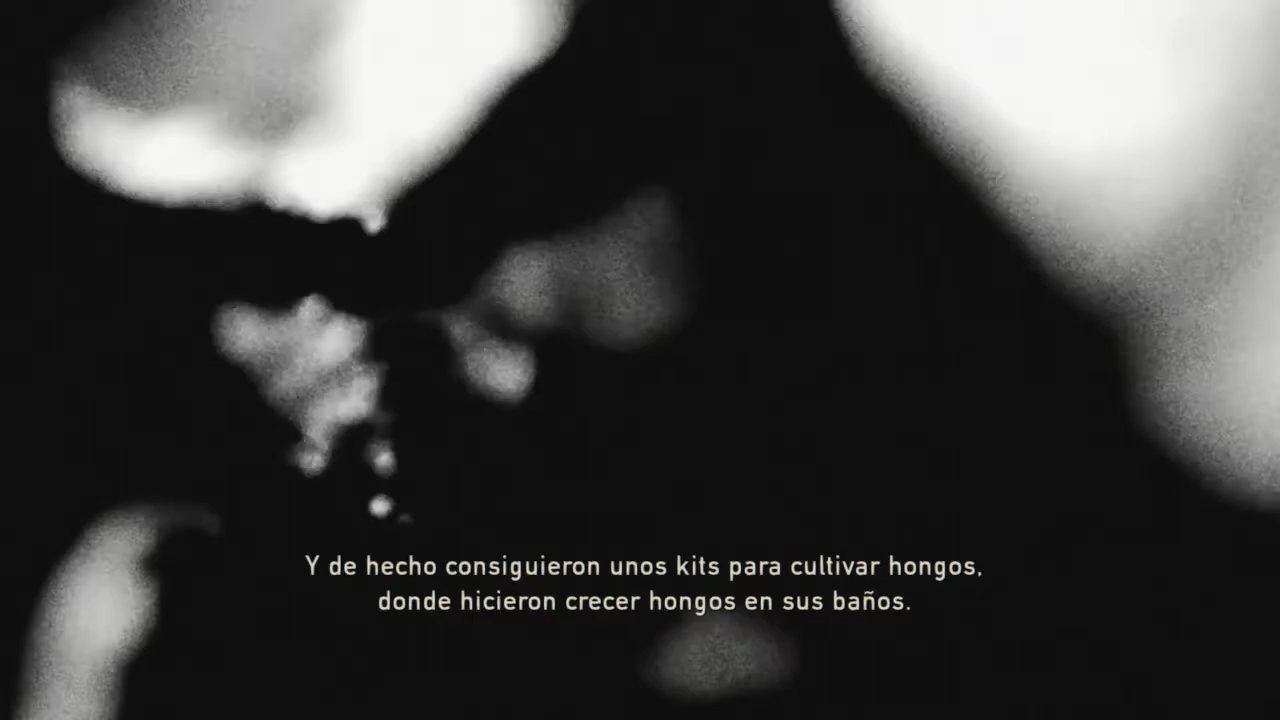 Y de hecho consiguieron unos kits para cultivar hongos,
donde hicieron crecer hongos en sus baños.